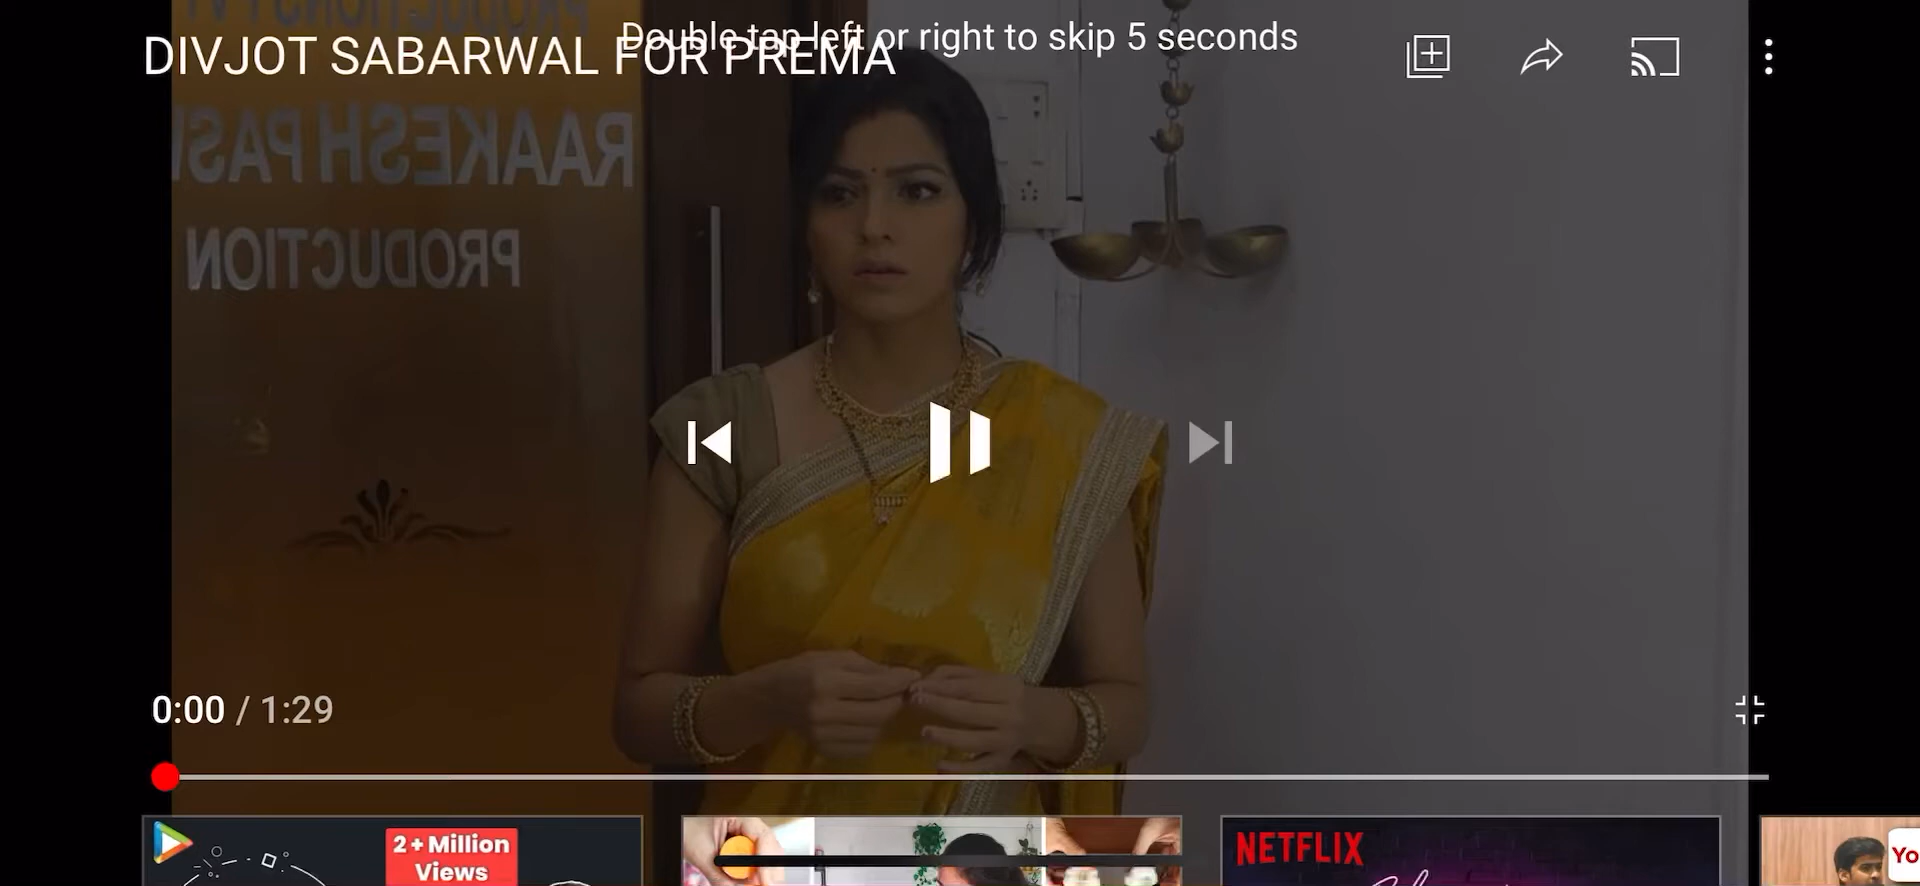 Double tap left or right to skip 5 seconds
DIVJOT SABARWAL FOR PREMA
RAAKESH PAS
PRODUCTION
0:00 / 1:29
2+ Million
Views
NETFLIX
Yo